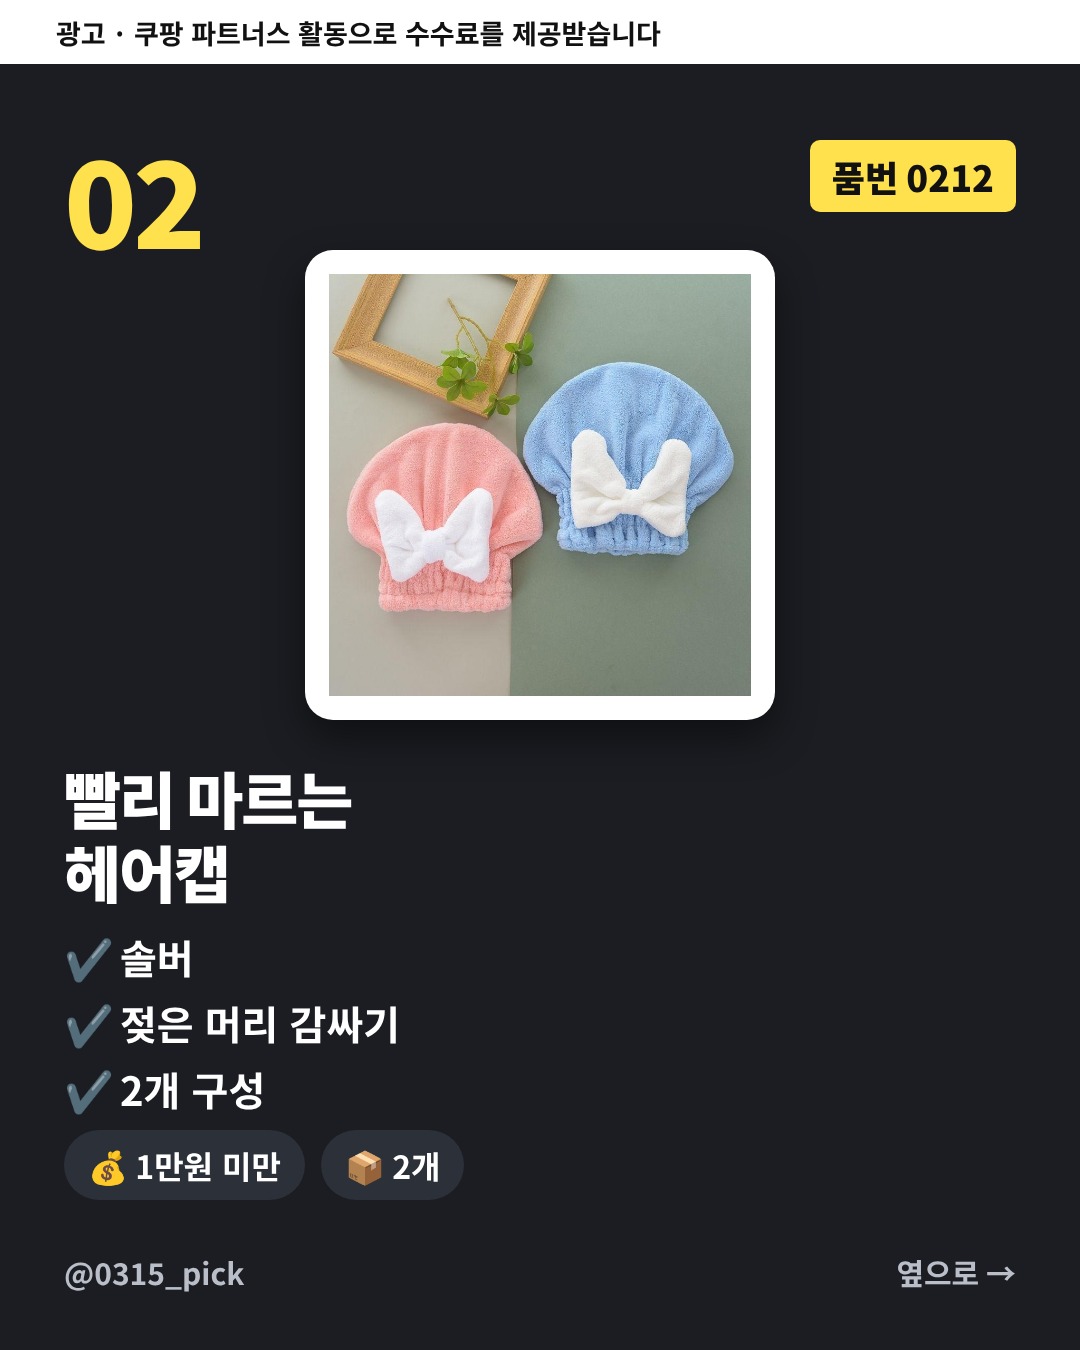 광고 · 쿠팡 파트너스 활동으로 수수료를 제공받습니다
02
품번 0212
빨리 마르는
헤어캡
✔️ 솔버
✔️ 젖은 머리 감싸기
✔️ 2개 구성
💰 1만원 미만
📦 2개
@0315_pick
옆으로 →